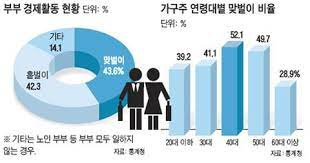 부부 경제활동 현황 단위: %
기타
14.1
맞벌이
43.6%
홑벌이
42.3
※ 기타는 노인 부부 등 부부 모두 일하지
않는 경우.
자료: 통계청
가구주 연령대별 맞벌이 비율
단위: %
39.2
41.1
52.1
49.7
28,9%
20대 이하
30대
40대
50대
60대 이상
자료: 통계청